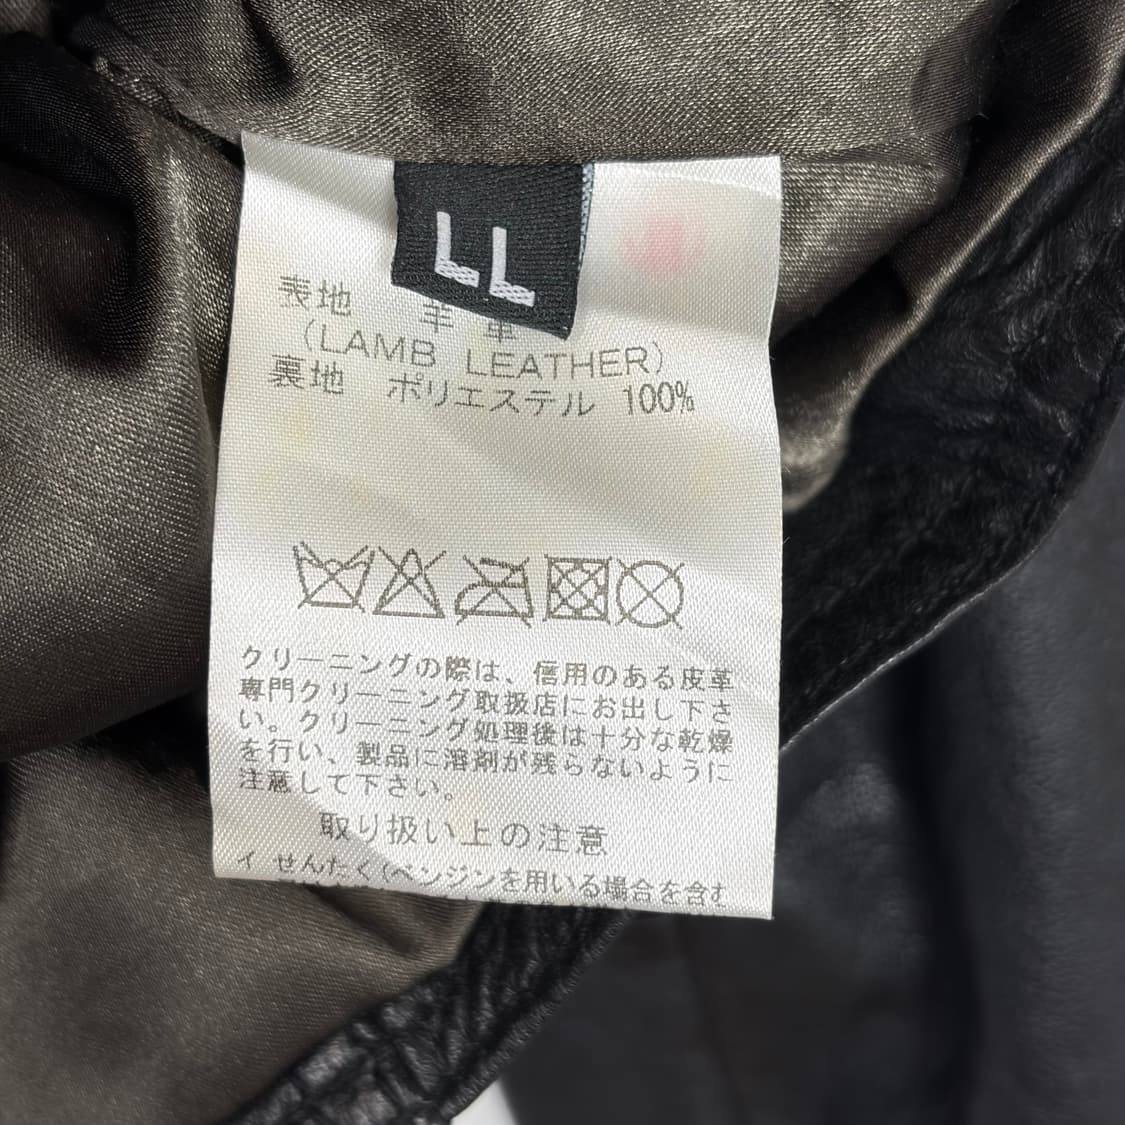 LL
表地 羊革
(LAMB LEATHER)
裏地 ポリエステル 100%
クリーニングの際は、信用のある皮革
専門クリーニング取扱店にお出し下さ
い。クリーニング処理後は十分な乾燥
を行い、製品に溶剤が残らないように
注意して下さい。
取り扱い上の注意
イ せんたく(ベンジンを用いる場合を含む